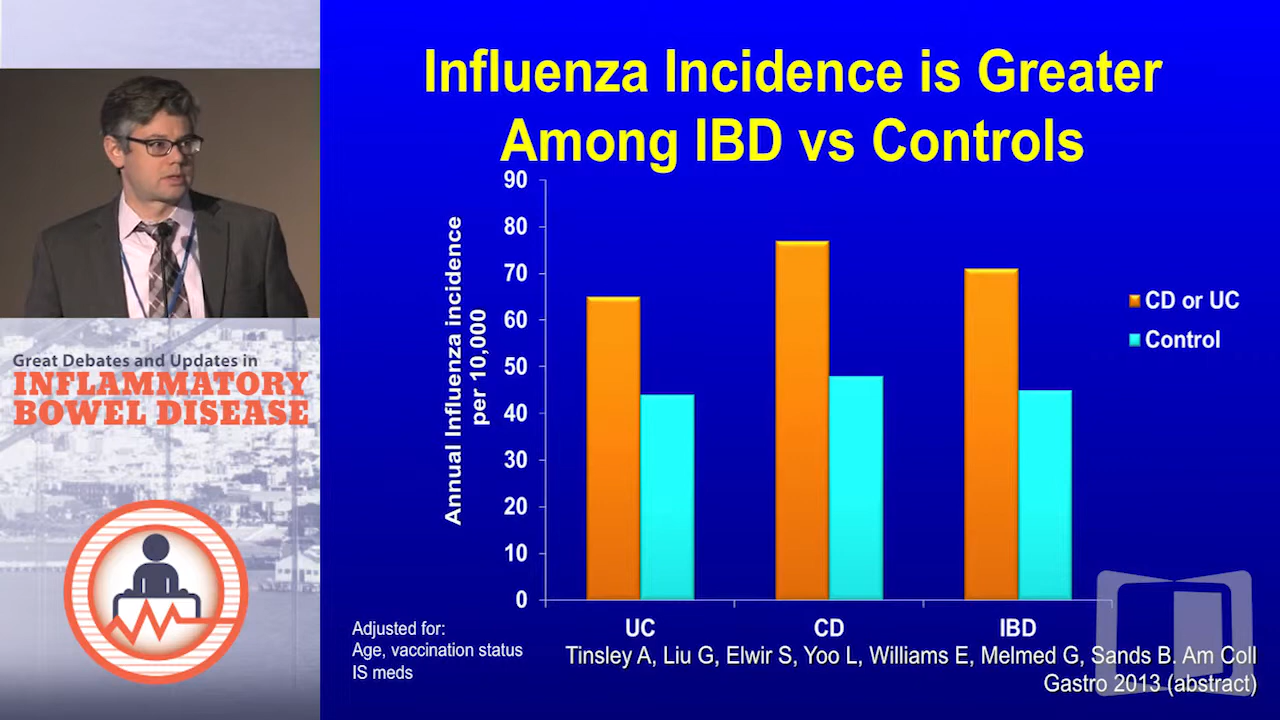 Influenza Incidence is Greater
Among IBD vs Controls
Annual Influenza incidence
per 10,000
90
80
70
60
50
40
30
20
10
0
UC
CD
IBD
CD or UC
Control
Adjusted for:
Age, vaccination status
IS meds
Tinsley A, Liu G, Elwir S, Yoo L, Williams E, Melmed G, Sands B. Am Coll
Gastro 2013 (abstract)
Great Debates and Updates in
INFLAMMATORY
BOWEL DISEASE